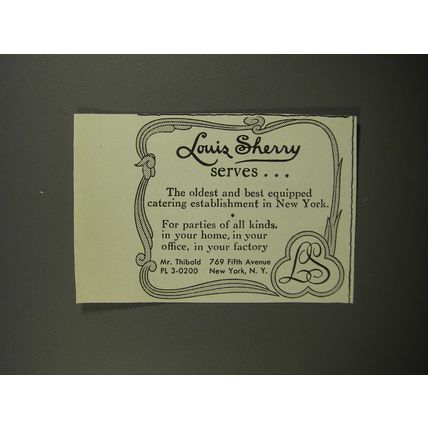 Louis Sherry
serves...
The oldest and best equipped
catering establishment in New York.
•
For parties of all kinds,
in your home, in your
office, in your factory
Mr. Thibold 769 Fifth Avenue
PL 3-0200 New York, N. Y.
LS